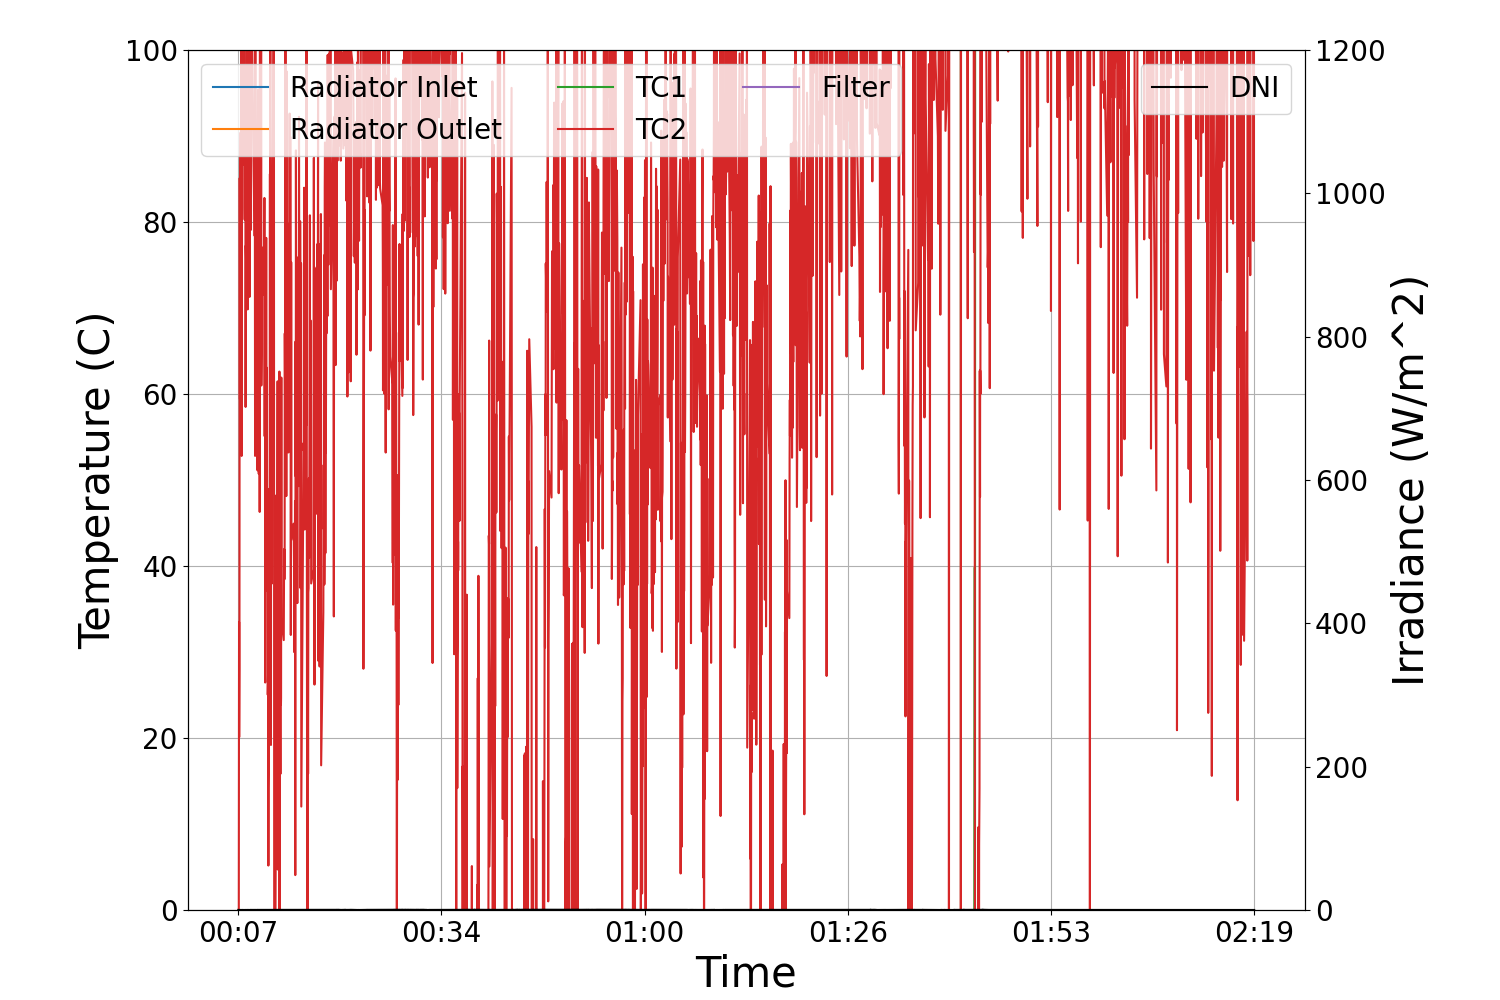 100
80
60
40
20
0
Temperature (C)
Radiator Inlet
Radiator Outlet
TC1
TC2
Filter
DNI
1200
1000
800
600
400
200
0
Irradiance (W/m^2)
00:07
00:34
01:00
01:26
01:53
02:19
Time